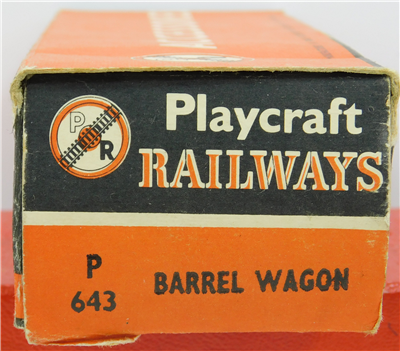 Playcraft
RAILWAYS
P
R
P
643
BARREL WAGON